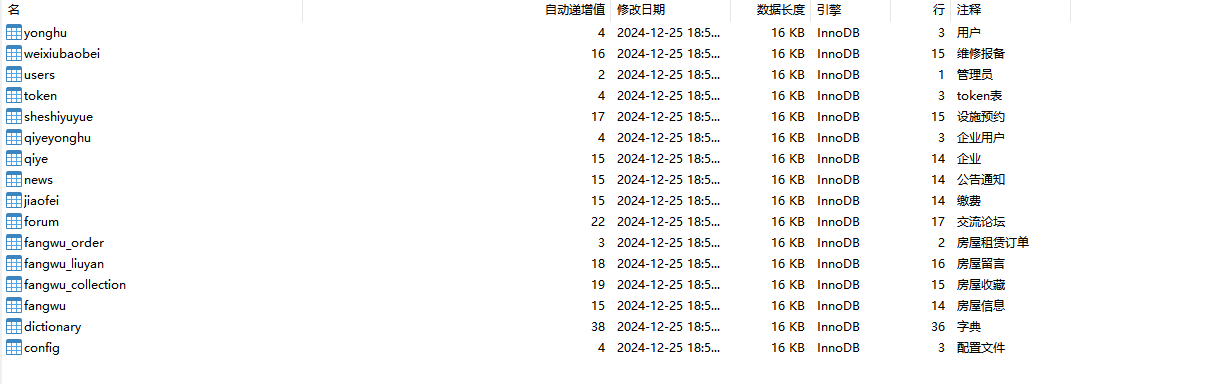 名 自动递增值 修改日期 数据长度 引擎 行 注释
yonghu 4 2024-12-25 18:5... 16 KB InnoDB 3 用户
weixiubaobei 16 2024-12-25 18:5... 16 KB InnoDB 15 维修报备
users 2 2024-12-25 18:5... 16 KB InnoDB 1 管理员
token 4 2024-12-25 18:5... 16 KB InnoDB 3 token表
sheshiyuyue 17 2024-12-25 18:5... 16 KB InnoDB 15 设施预约
qiyeyonghu 4 2024-12-25 18:5... 16 KB InnoDB 3 企业用户
qiye 15 2024-12-25 18:5... 16 KB InnoDB 14 企业
news 15 2024-12-25 18:5... 16 KB InnoDB 14 公告通知
jiaofei 15 2024-12-25 18:5... 16 KB InnoDB 14 缴费
forum 22 2024-12-25 18:5... 16 KB InnoDB 17 交流论坛
fangwu_order 3 2024-12-25 18:5... 16 KB InnoDB 2 房屋租赁订单
fangwu_liuyan 18 2024-12-25 18:5... 16 KB InnoDB 16 房屋留言
fangwu_collection 19 2024-12-25 18:5... 16 KB InnoDB 15 房屋收藏
fangwu 15 2024-12-25 18:5... 16 KB InnoDB 14 房屋信息
dictionary 38 2024-12-25 18:5... 16 KB InnoDB 36 字典
config 4 2024-12-25 18:5... 16 KB InnoDB 3 配置文件